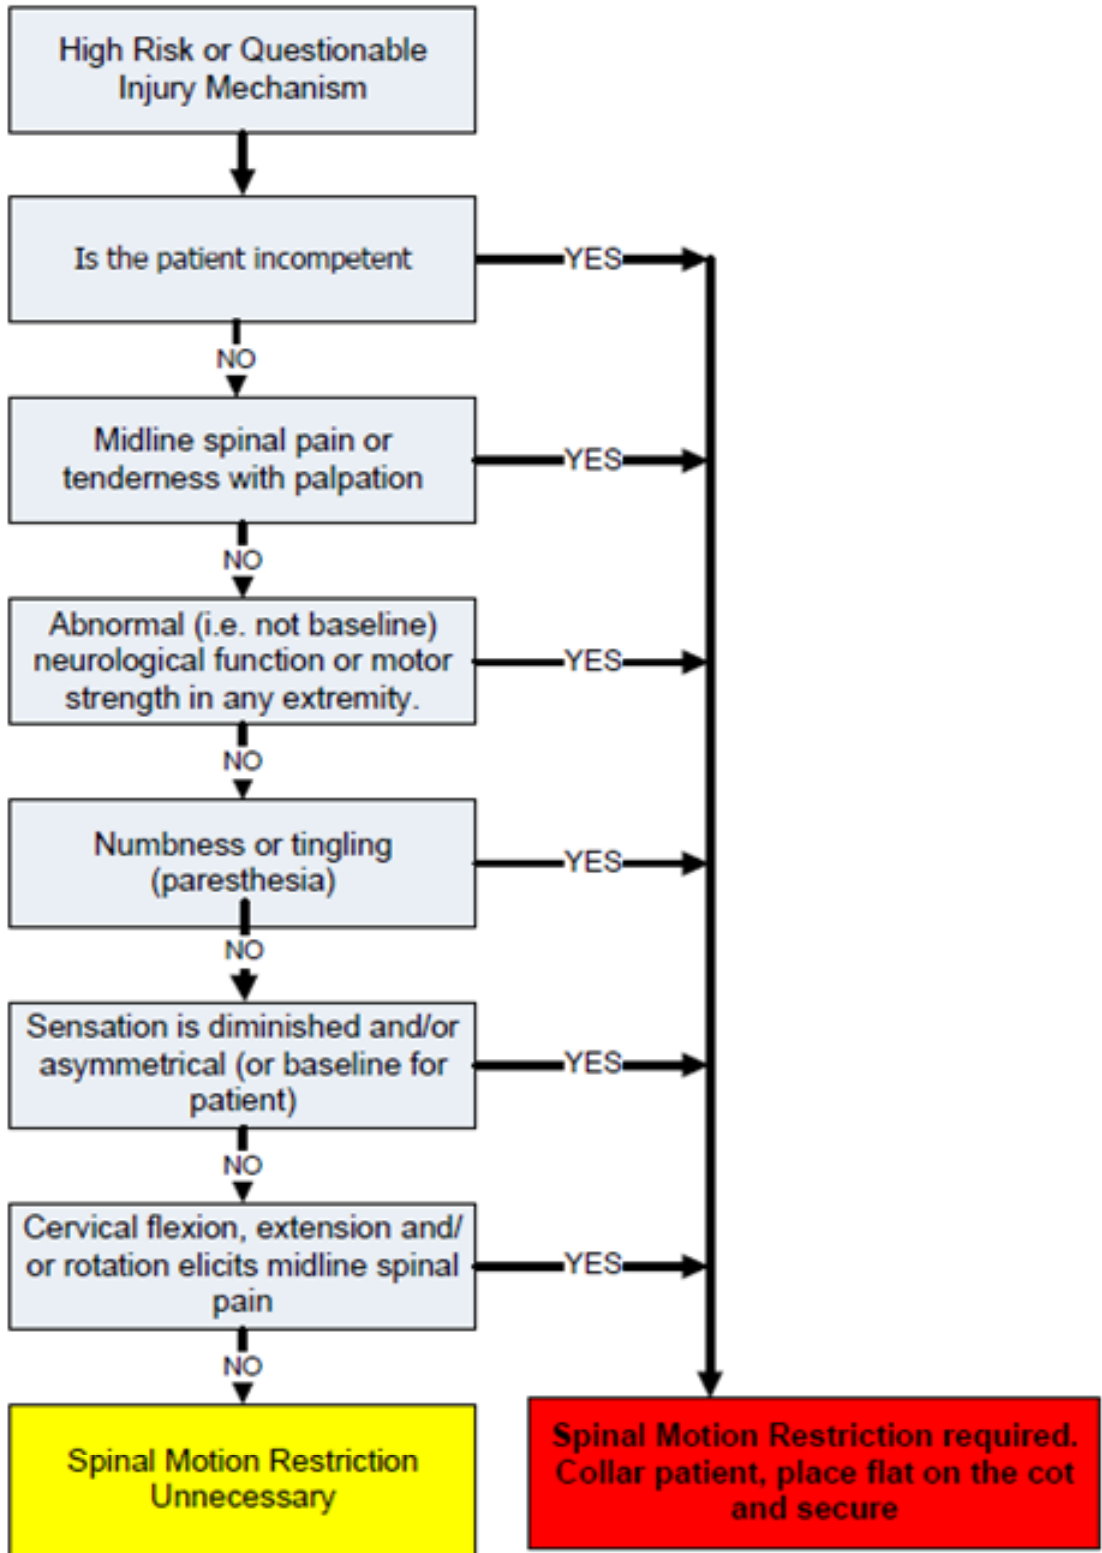 High Risk or Questionable
Injury Mechanism
Is the patient incompetent
YES
NO
Midline spinal pain or
tenderness with palpation
YES
NO
Abnormal (i.e. not baseline)
neurological function or motor
strength in any extremity.
YES
NO
Numbness or tingling
(paresthesia)
YES
NO
Sensation is diminished and/or
asymmetrical (or baseline for
patient)
YES
NO
Cervical flexion, extension and/
or rotation elicits midline spinal
pain
YES
NO
Spinal Motion Restriction
Unnecessary
Spinal Motion Restriction required.
Collar patient, place flat on the cot
and secure